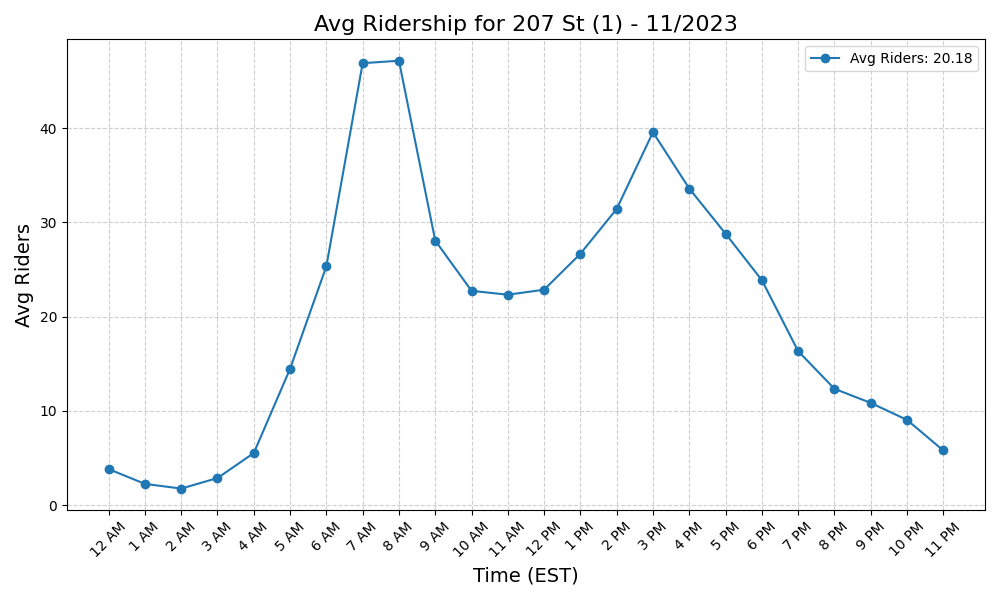 Avg Ridership for 207 St (1) - 11/2023
Avg Riders: 20.18
Avg Riders
40
30
20
10
0
12 AM
1 AM
2 AM
3 AM
4 AM
5 AM
6 AM
7 AM
8 AM
9 AM
10 AM
11 AM
12 PM
1 PM
2 PM
3 PM
4 PM
5 PM
6 PM
7 PM
8 PM
9 PM
10 PM
11 PM
Time (EST)